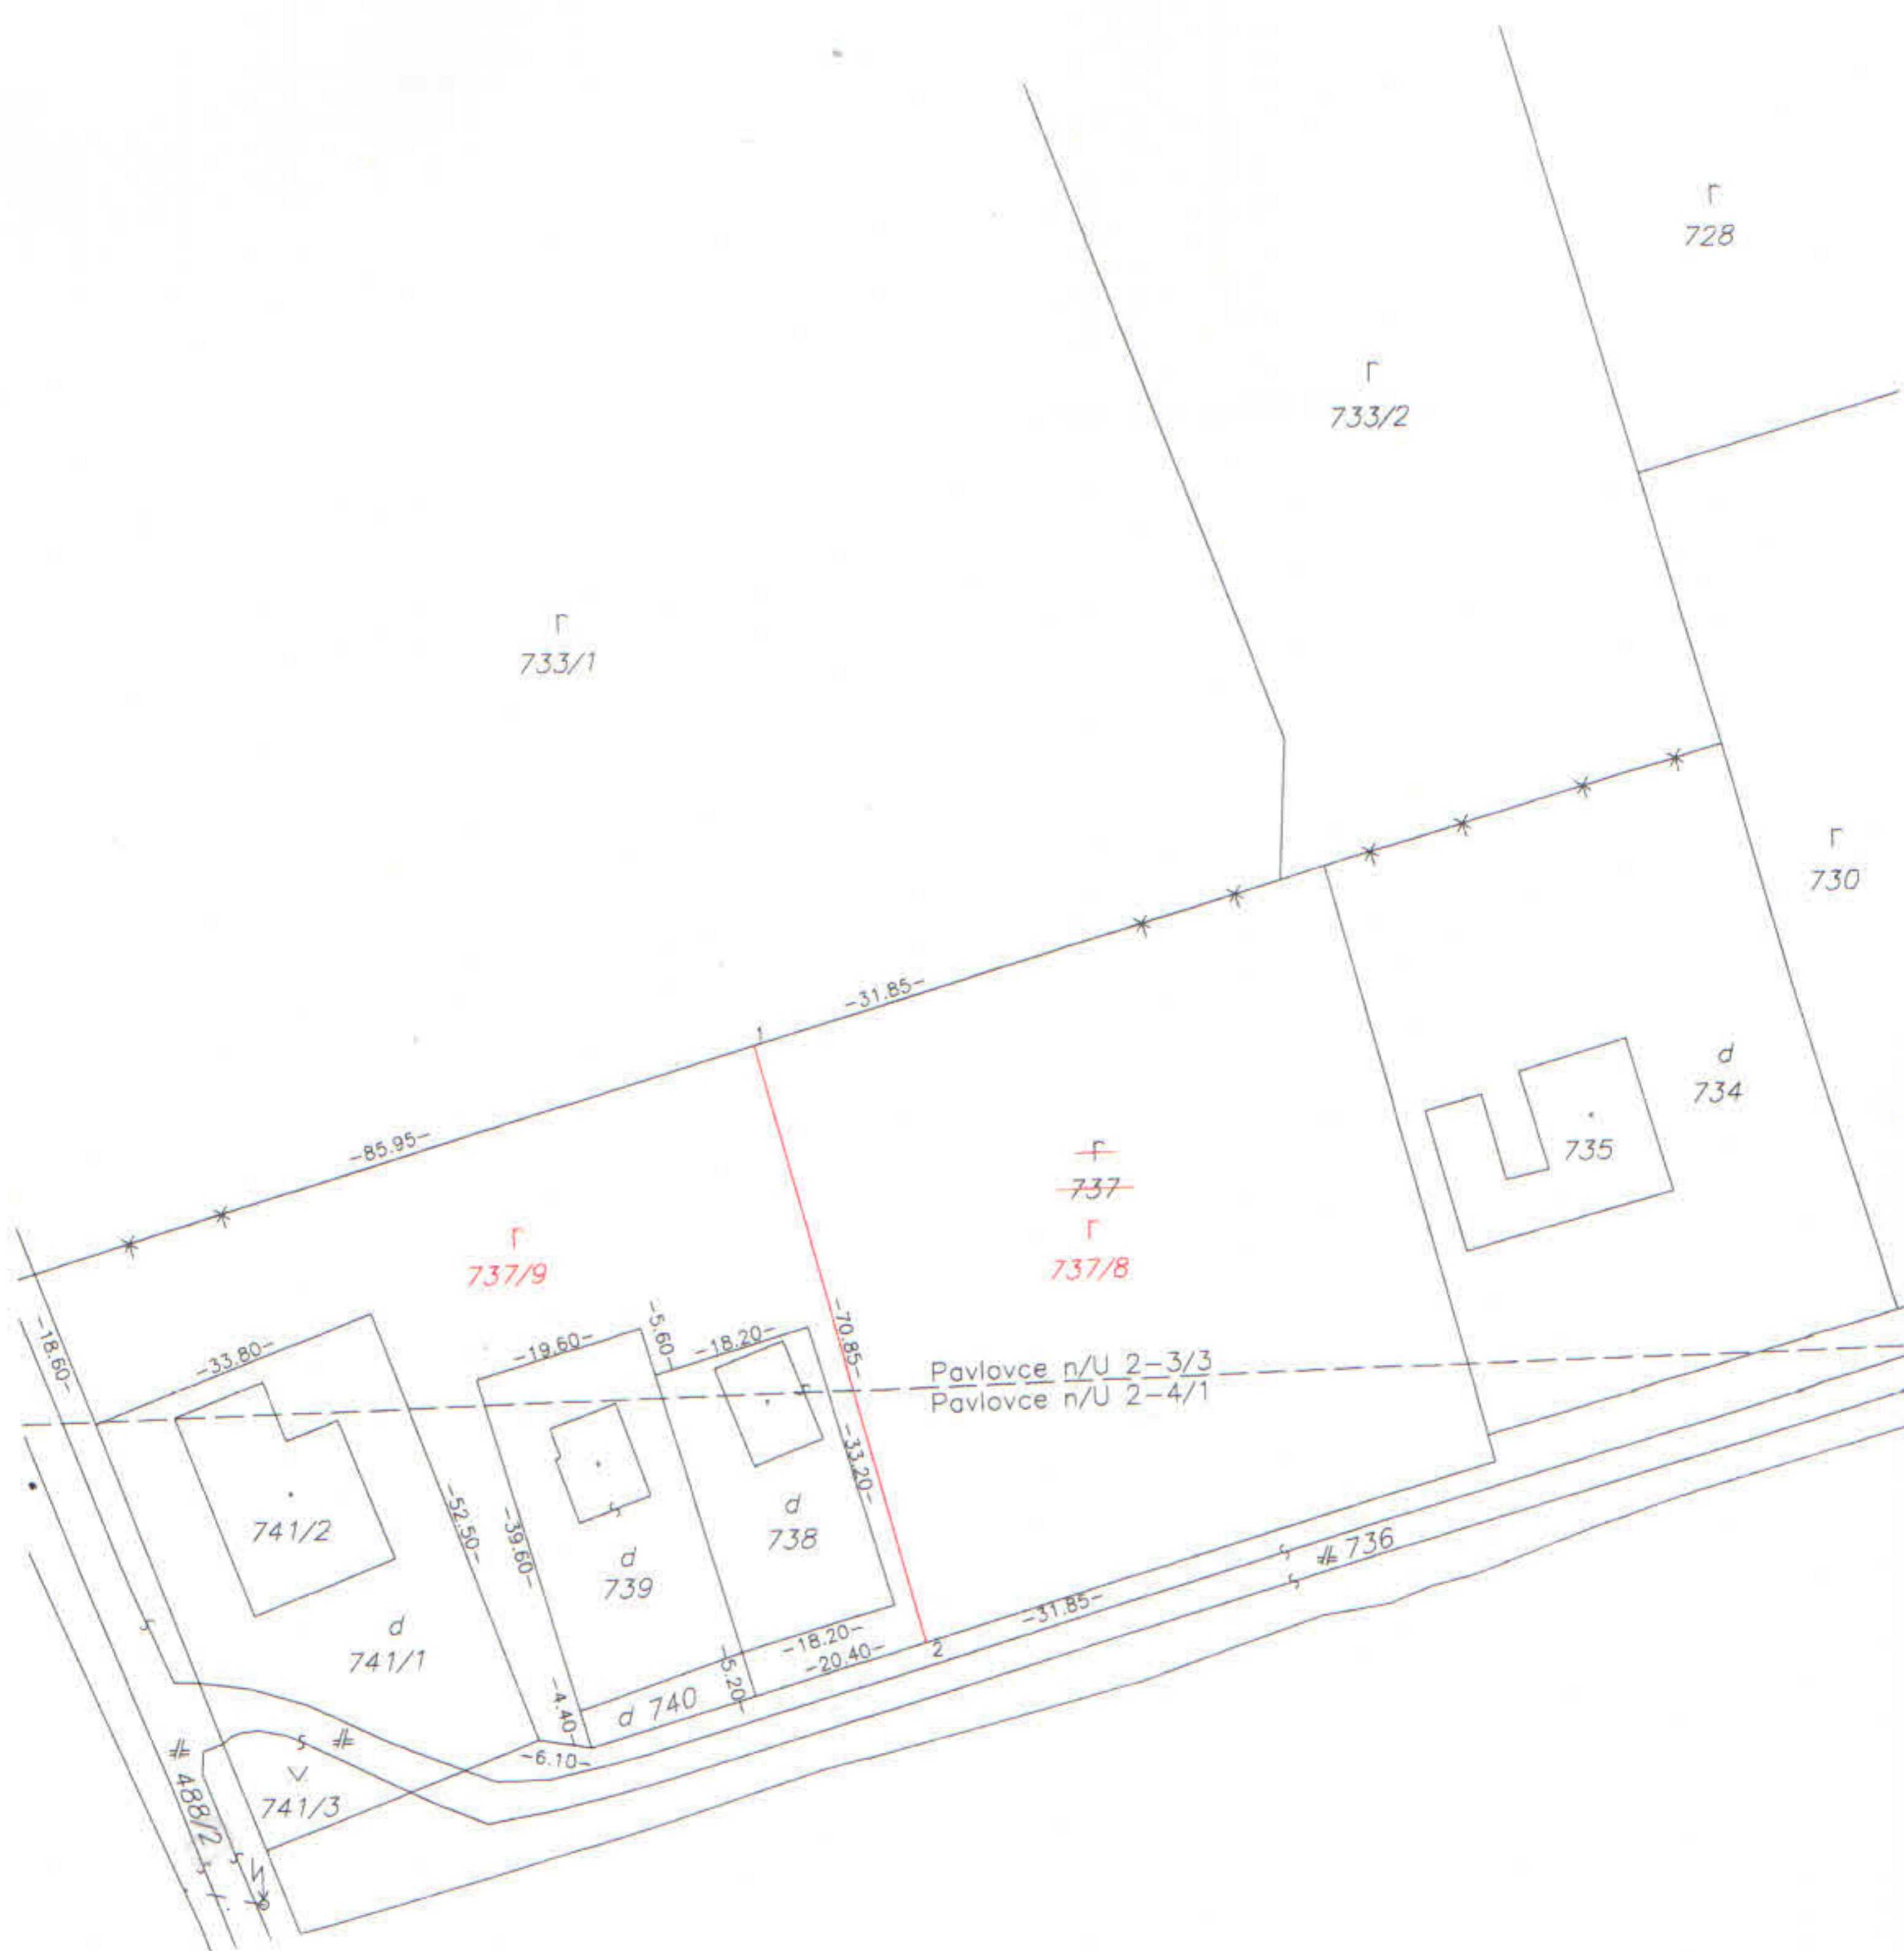 r
728
r
733/2
r
733/1
r
730
-31.85-
1
d
734
735
-85.95-
r
737
r
737/8
r
737/9
-18.60-
-33.80-
-19.60-
-5.60-
-18.20-
-70.85-
Pavlovce n/U 2-3/3
Pavlovce n/U 2-4/1
-33.20-
-52.50-
-39.60-
741/2
d
738
d
739
736
d
741/1
-31.85-
2
-18.20-
-20.40-
-5.20-
-4.40-
d 740
-6.10-
488/2
741/3